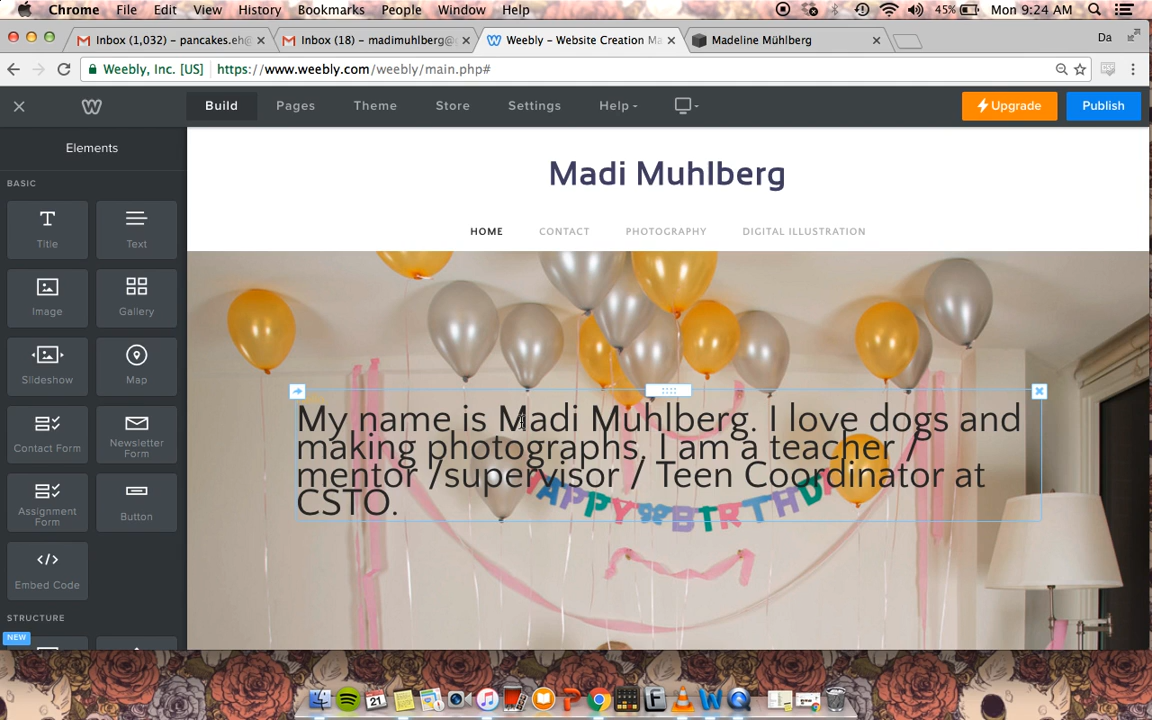 Chrome File Edit View History Bookmarks People Window Help 45% Mon 9:24 AM
Inbox (1,032) - pancakes.eh@ Inbox (18) - madimuhlberg@ Weebly - Website Creation Ma Madeline Mühlberg Da
Weebly, Inc. [US] https://www.weebly.com/weebly/main.php#
Build Pages Theme Store Settings Help Upgrade Publish
Elements
BASIC
Title Text
Image Gallery
Slideshow Map
Contact Form Newsletter Form
Assignment Form Button
Embed Code
STRUCTURE
NEW
Madi Muhlberg
HOME CONTACT PHOTOGRAPHY DIGITAL ILLUSTRATION
My name is Madi Muhlberg. I love dogs and
making photographs. I am a teacher /
mentor /supervisor / Teen Coordinator at
CSTO.
APPY BIRTHD